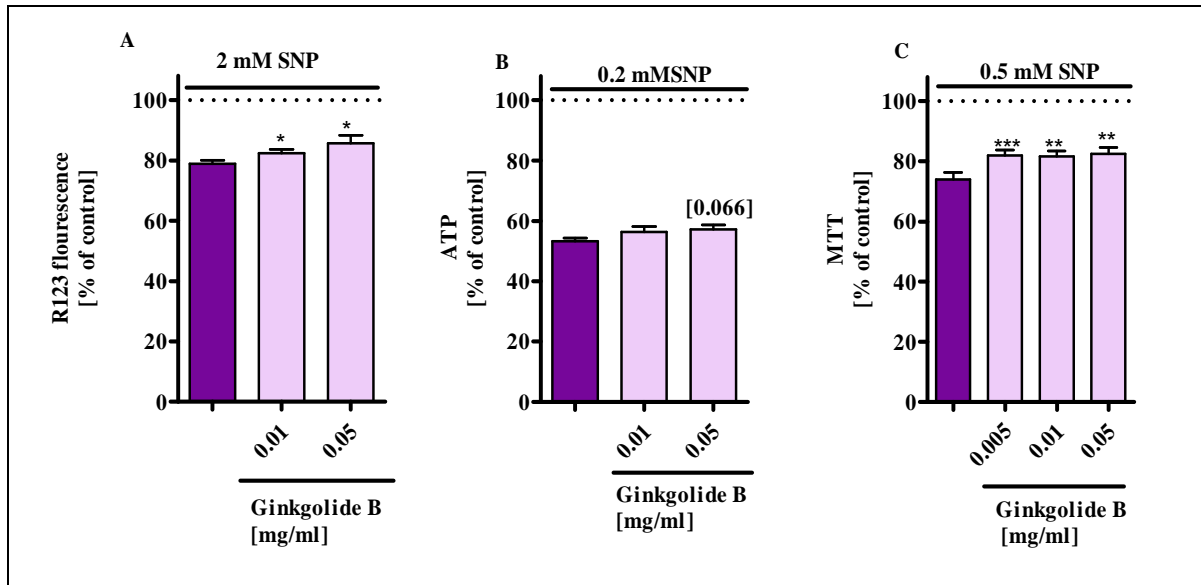 A
2 mM SNP
R123 flourescence
[% of control]
100
80
60
40
20
0
*
*
0.01
0.05
Ginkgolide B
[mg/ml]
B
0.2 mMSNP
ATP
[% of control]
100
80
60
40
20
0
[0.066]
0.01
0.05
Ginkgolide B
[mg/ml]
C
0.5 mM SNP
MTT
[% of control]
100
80
60
40
20
0
***
**
**
0.005
0.01
0.05
Ginkgolide B
[mg/ml]